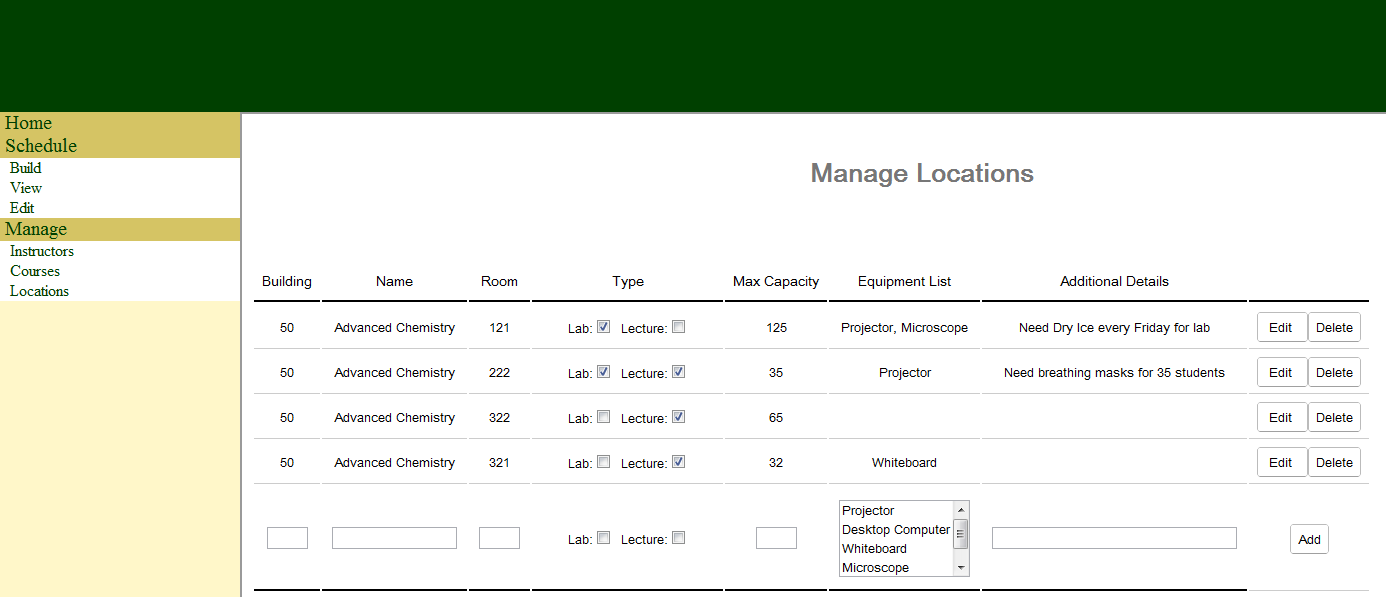 Home
Schedule
Build
View
Edit
Manage
Instructors
Courses
Locations
Manage Locations
Building Name Room Type Max Capacity Equipment List Additional Details
50 Advanced Chemistry 121 Lab: Lecture: 125 Projector, Microscope Need Dry Ice every Friday for lab Edit Delete
50 Advanced Chemistry 222 Lab: Lecture: 35 Projector Need breathing masks for 35 students Edit Delete
50 Advanced Chemistry 322 Lab: Lecture: 65 Edit Delete
50 Advanced Chemistry 321 Lab: Lecture: 32 Whiteboard Edit Delete
Projector
Desktop Computer
Lab: Lecture: Add
Whiteboard
Microscope